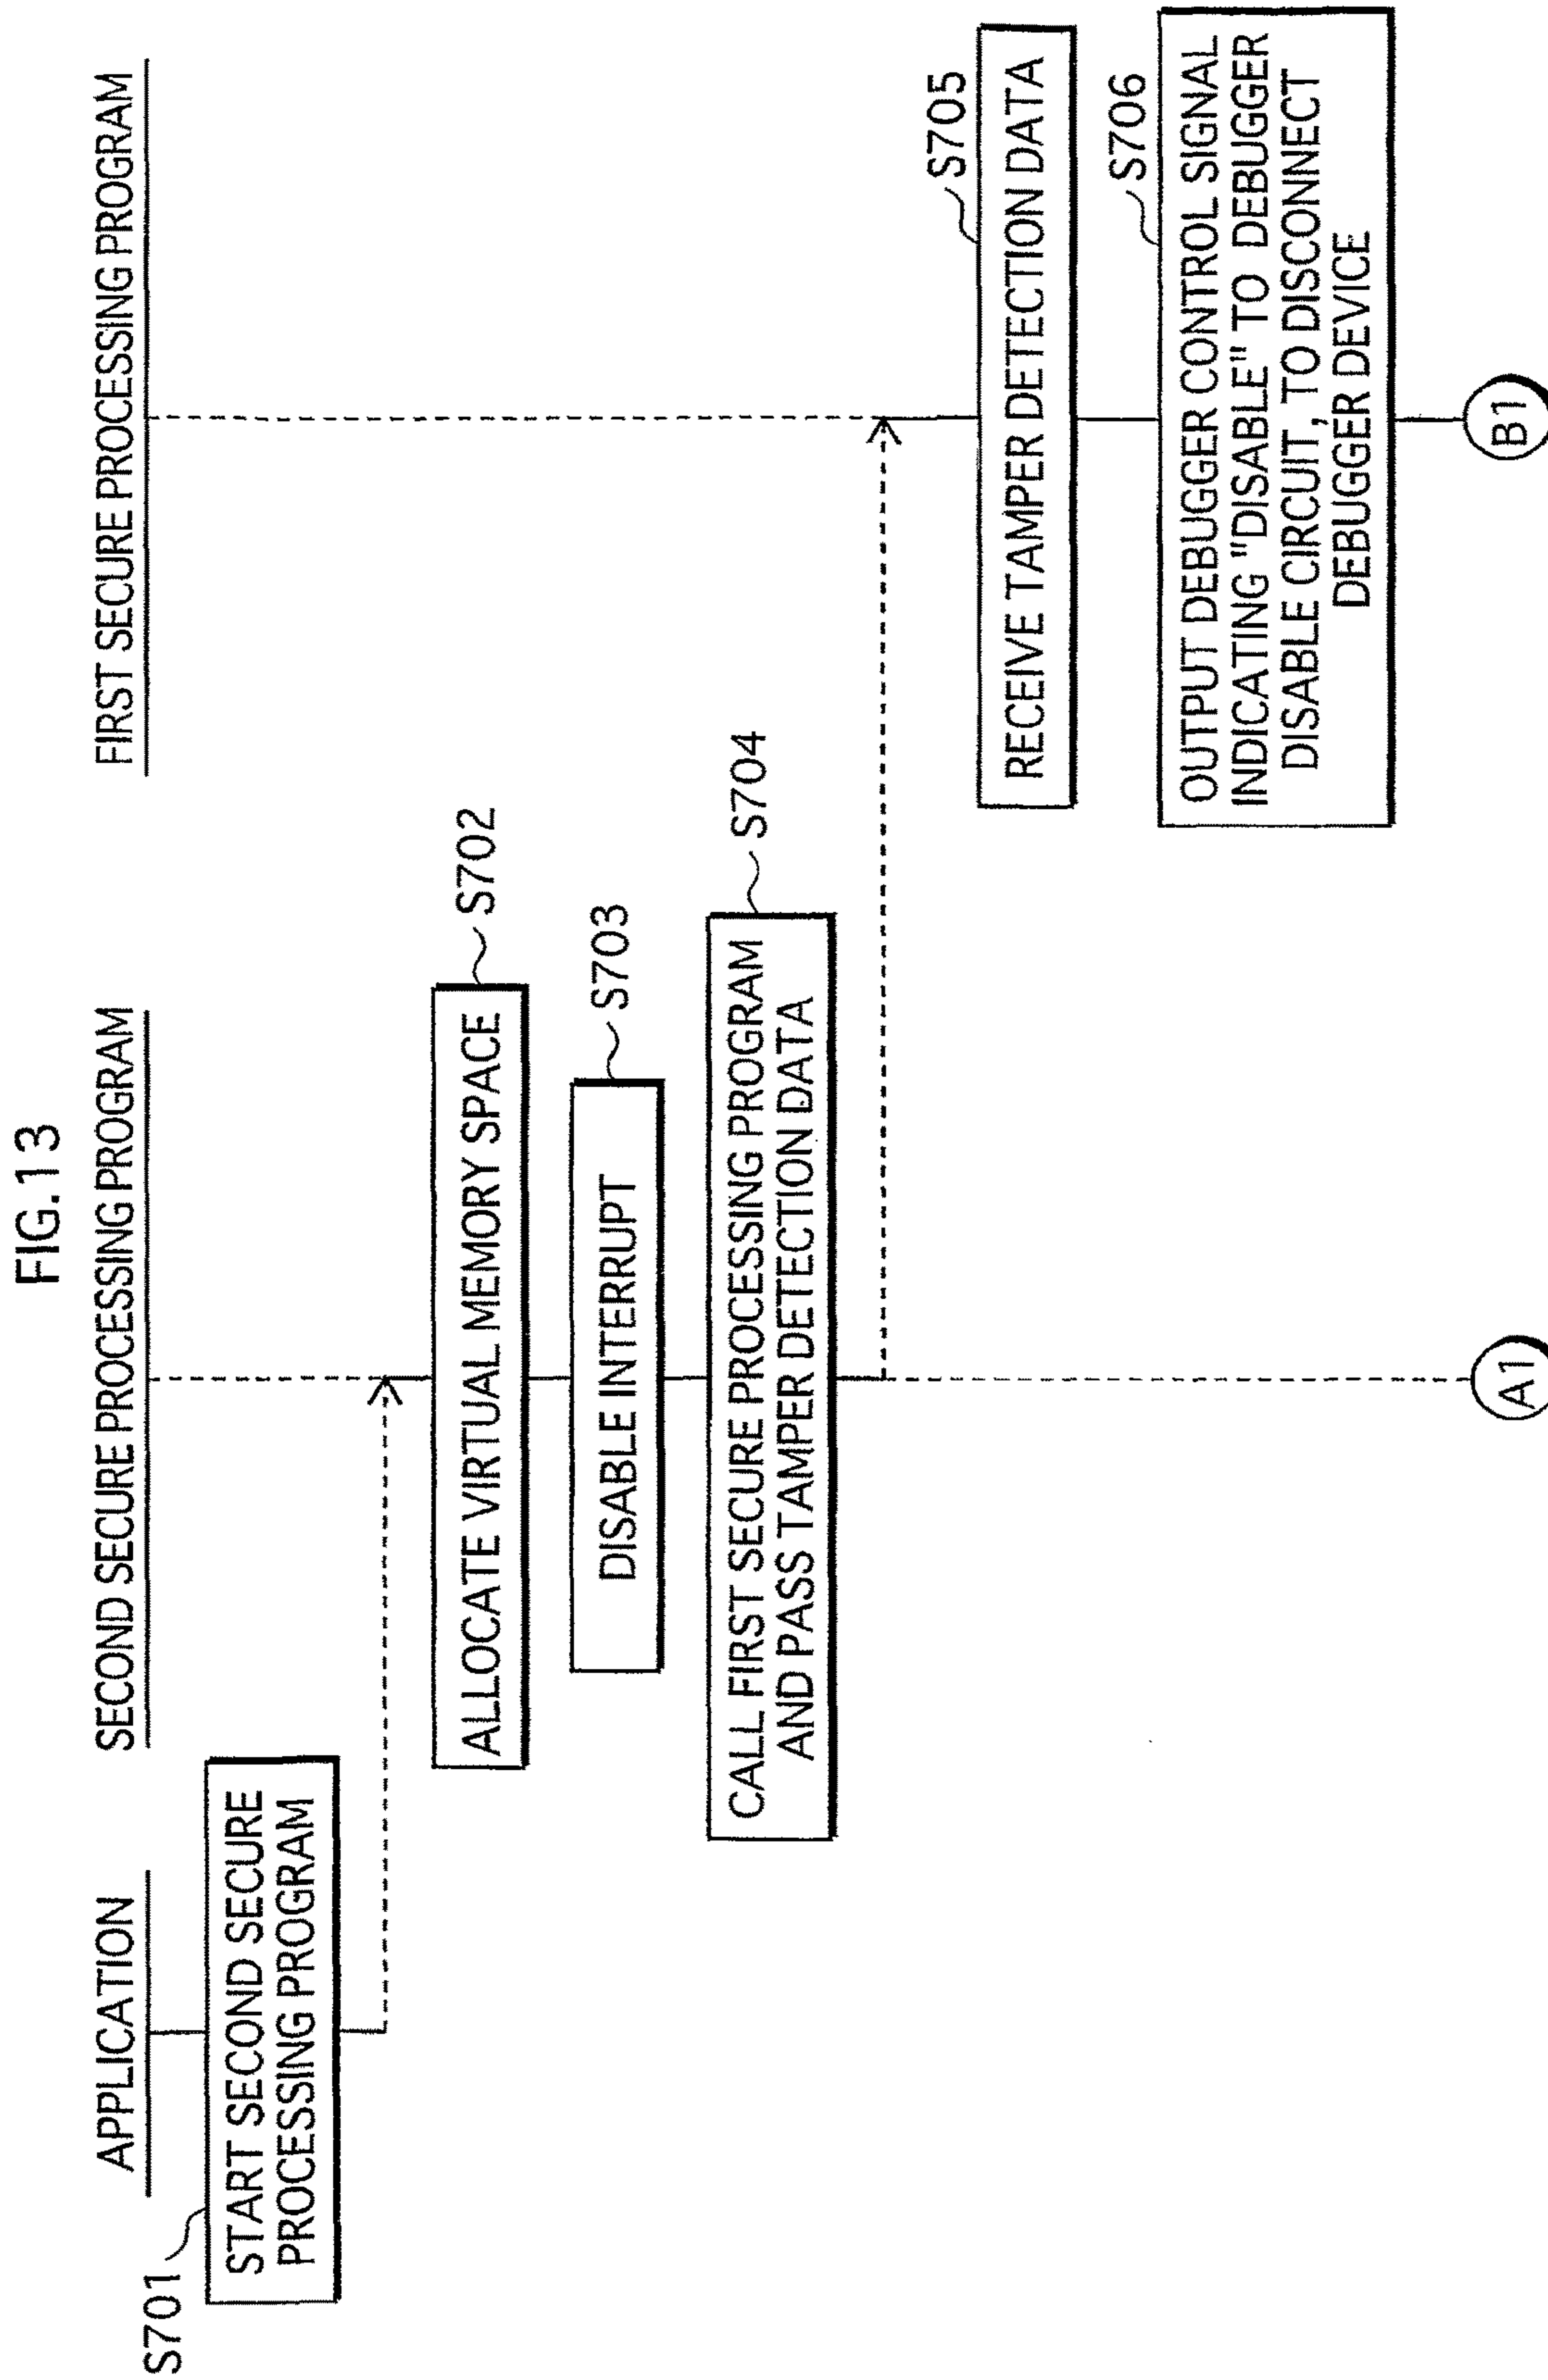 FIG.13
APPLICATION
SECOND SECURE PROCESSING PROGRAM
FIRST SECURE PROCESSING PROGRAM
S701
START SECOND SECURE
PROCESSING PROGRAM
S702
ALLOCATE VIRTUAL MEMORY SPACE
S703
DISABLE INTERRUPT
S704
CALL FIRST SECURE PROCESSING PROGRAM
AND PASS TAMPER DETECTION DATA
S705
RECEIVE TAMPER DETECTION DATA
S706
OUTPUT DEBUGGER CONTROL SIGNAL
INDICATING "DISABLE" TO DEBUGGER
DISABLE CIRCUIT, TO DISCONNECT
DEBUGGER DEVICE
A1
B1